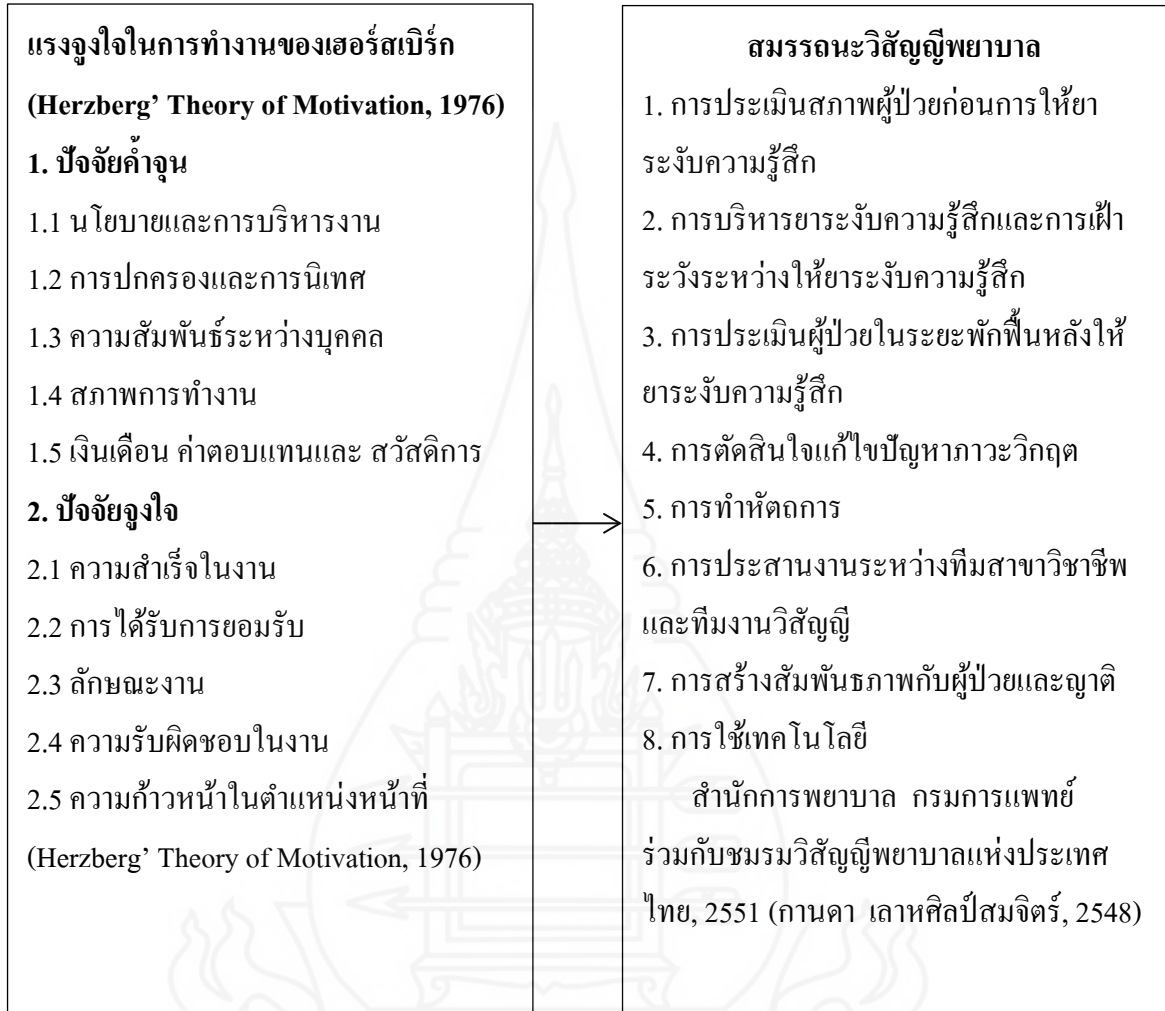 แรงจูงใจในการทำงานของเฮอร์สเบิร์ก
(Herzberg’ Theory of Motivation, 1976)
1. ปัจจัยค้ำจุน
1.1 นโยบายและการบริหารงาน
1.2 การปกครองและการนิเทศ
1.3 ความสัมพันธ์ระหว่างบุคคล
1.4 สภาพการทำงาน
1.5 เงินเดือน ค่าตอบแทนและ สวัสดิการ
2. ปัจจัยจูงใจ
2.1 ความสำเร็จในงาน
2.2 การได้รับการยอมรับ
2.3 ลักษณะงาน
2.4 ความรับผิดชอบในงาน
2.5 ความก้าวหน้าในตำแหน่งหน้าที่
(Herzberg’ Theory of Motivation, 1976)
สมรรถนะวิสัญญีพยาบาล
1. การประเมินสภาพผู้ป่วยก่อนการให้ยา
ระงับความรู้สึก
2. การบริหารยาระงับความรู้สึกและการเฝ้า
ระวังระหว่างให้ยาระงับความรู้สึก
3. การประเมินผู้ป่วยในระยะพักฟื้นหลังให้
ยาระงับความรู้สึก
4. การตัดสินใจแก้ไขปัญหาภาวะวิกฤต
5. การทำหัตถการ
6. การประสานงานระหว่างทีมสาขาวิชาชีพ
และทีมงานวิสัญญี
7. การสร้างสัมพันธภาพกับผู้ป่วยและญาติ
8. การใช้เทคโนโลยี
สำนักการพยาบาล กรมการแพทย์
ร่วมกับชมรมวิสัญญีพยาบาลแห่งประเทศ
ไทย, 2551 (กานดา เลาหศิลป์สมจิตร์, 2548)